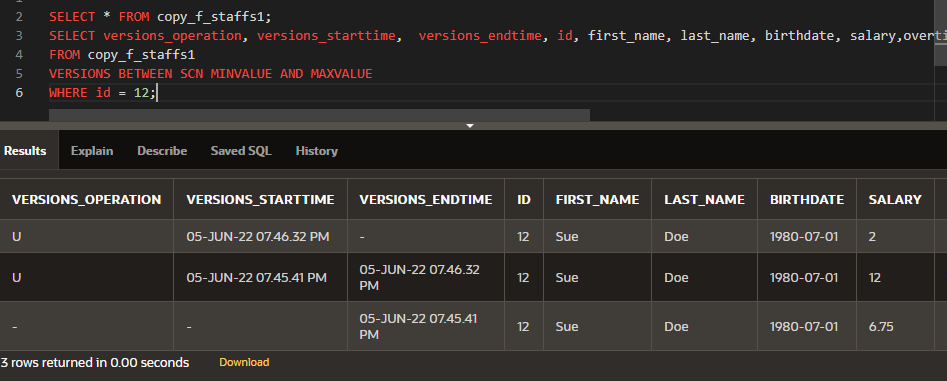 2 SELECT * FROM copy_f_staffs1;
3 SELECT versions_operation, versions_starttime,  versions_endtime, id, first_name, last_name, birthdate, salary,overti
4 FROM copy_f_staffs1
5 VERSIONS BETWEEN SCN MINVALUE AND MAXVALUE
6 WHERE id = 12;
Results Explain Describe Saved SQL History
VERSIONS_OPERATION VERSIONS_STARTTIME VERSIONS_ENDTIME ID FIRST_NAME LAST_NAME BIRTHDATE SALARY
U 05-JUN-22 07.46.32 PM - 12 Sue Doe 1980-07-01 2
U 05-JUN-22 07.45.41 PM 05-JUN-22 07.46.32 PM 12 Sue Doe 1980-07-01 12
- - 05-JUN-22 07.45.41 PM 12 Sue Doe 1980-07-01 6.75
3 rows returned in 0.00 seconds Download